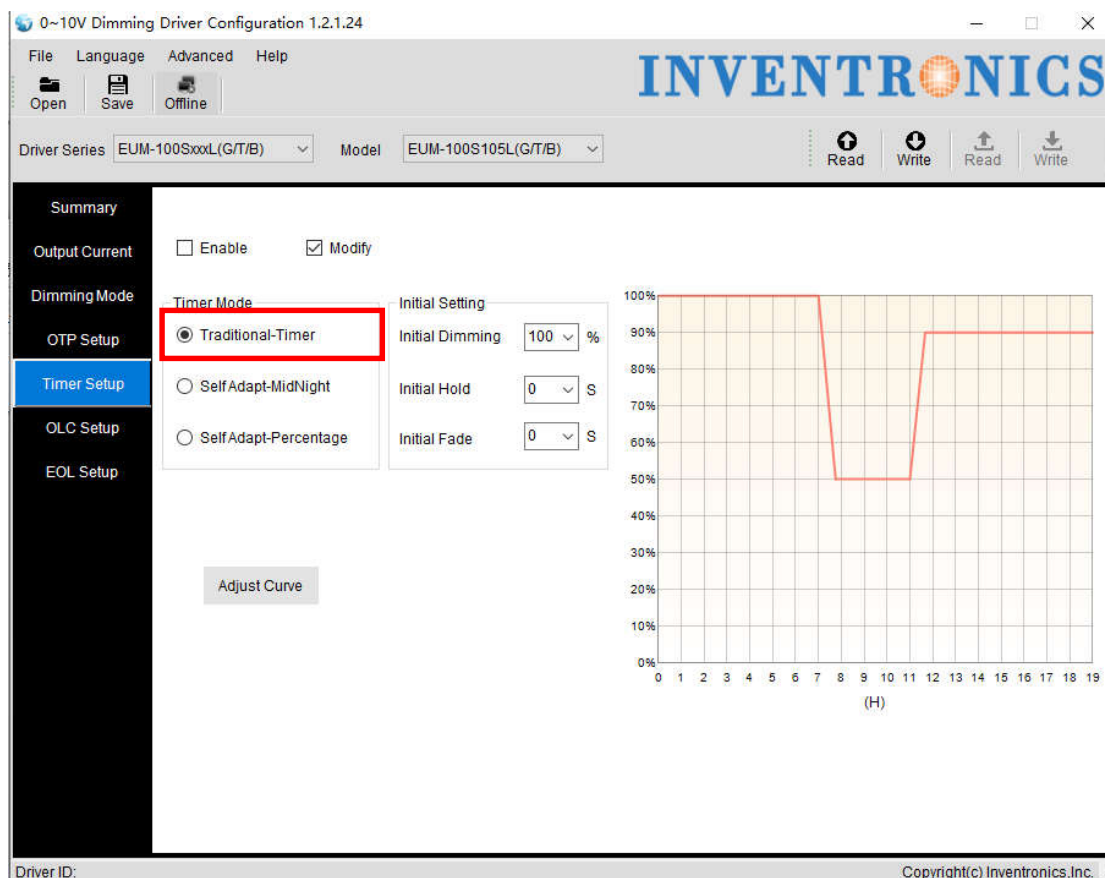 0~10V Dimming Driver Configuration 1.2.1.24
File Language Advanced Help
INVENTRONICS
Open Save Offline
Driver Series EUM-100SxxxL(G/T/B) Model EUM-100S105L(G/T/B)
Read Write Read Write
Summary
Output Current
Dimming Mode
OTP Setup
Timer Setup
OLC Setup
EOL Setup
Enable Modify
Timer Mode
Traditional-Timer
SelfAdapt-MidNight
SelfAdapt-Percentage
Initial Setting
Initial Dimming 100 %
Initial Hold 0 S
Initial Fade 0 S
Adjust Curve
100%
90%
80%
70%
60%
50%
40%
30%
20%
10%
0%
0 1 2 3 4 5 6 7 8 9 10 11 12 13 14 15 16 17 18 19
(H)
Driver ID: Copyright(c) Inventronics,Inc.